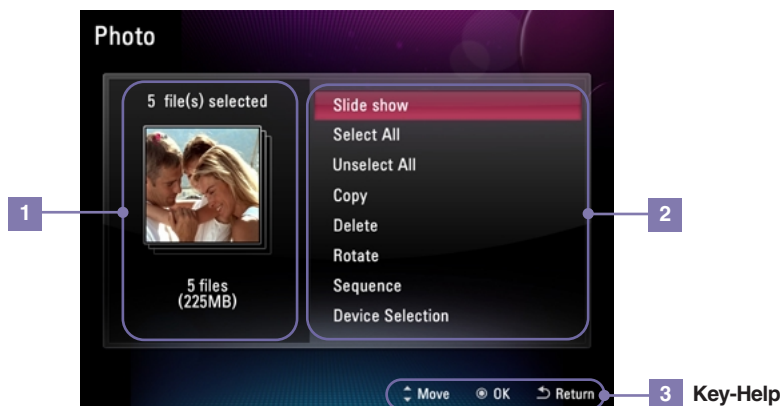 Photo
5 file(s) selected
5 files
(225MB)
Slide show
Select All
Unselect All
Copy
Delete
Rotate
Sequence
Device Selection
1
2
Move OK Return
3 Key-Help